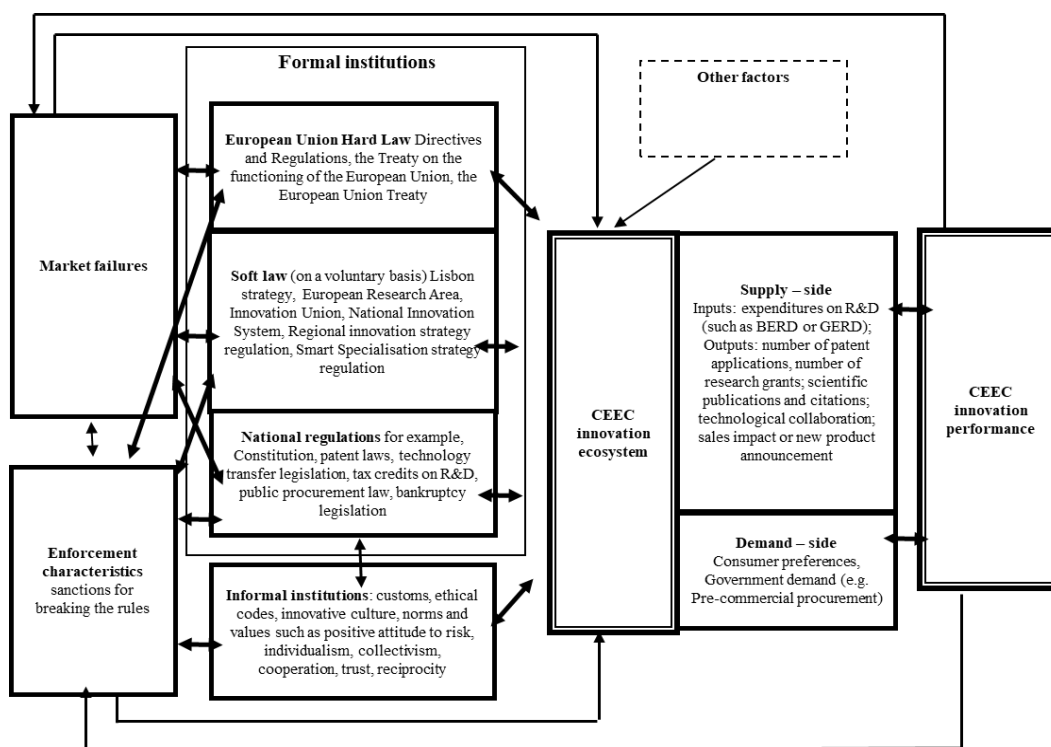 Formal institutions
Other factors
European Union Hard Law Directives
and Regulations, the Treaty on the
functioning of the European Union, the
European Union Treaty
Market failures
Soft law (on a voluntary basis) Lisbon
strategy, European Research Area,
Innovation Union, National Innovation
System, Regional innovation strategy
regulation, Smart Specialisation strategy
regulation
National regulations for example,
Constitution, patent laws, technology
transfer legislation, tax credits on R&D,
public procurement law, bankruptcy
legislation
Enforcement
characteristics
sanctions for
breaking the rules
Informal institutions: customs, ethical
codes, innovative culture, norms and
values such as positive attitude to risk,
individualism, collectivism,
cooperation, trust, reciprocity
CEEC
innovation
ecosystem
Supply – side
Inputs: expenditures on R&D
(such as BERD or GERD);
Outputs: number of patent
applications, number of
research grants; scientific
publications and citations;
technological collaboration;
sales impact or new product
announcement
Demand – side
Consumer preferences,
Government demand (e.g.
Pre-commercial procurement)
CEEC
innovation
performance